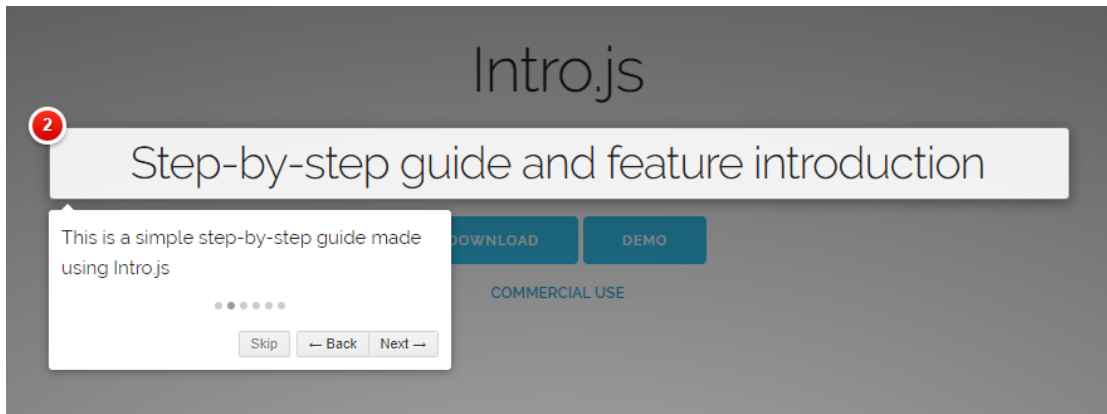 Intro.js
2
Step-by-step guide and feature introduction
This is a simple step-by-step guide made
using Intro.js
DOWNLOAD
DEMO
COMMERCIAL USE
Skip
← Back
Next →